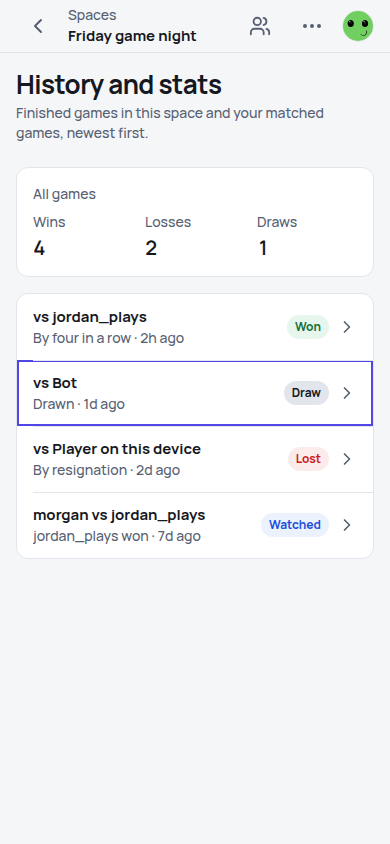 Spaces
Friday game night
History and stats
Finished games in this space and your matched
games, newest first.
All games
Wins
Losses
Draws
4
2
1
vs jordan_plays
By four in a row · 2h ago
Won
vs Bot
Drawn · 1d ago
Draw
vs Player on this device
By resignation · 2d ago
Lost
morgan vs jordan_plays
jordan_plays won · 7d ago
Watched